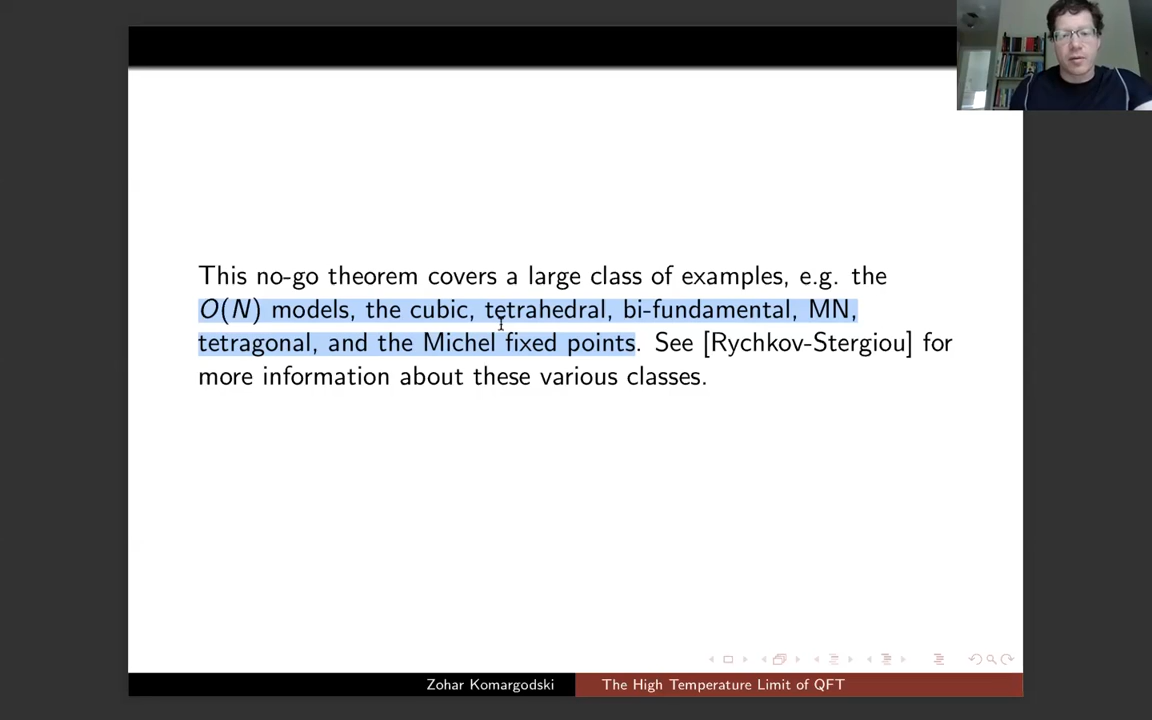 This no-go theorem covers a large class of examples, e.g. the
O(N) models, the cubic, tetrahedral, bi-fundamental, MN,
tetragonal, and the Michel fixed points. See [Rychkov-Stergiou] for
more information about these various classes.
Zohar Komargodski
The High Temperature Limit of QFT